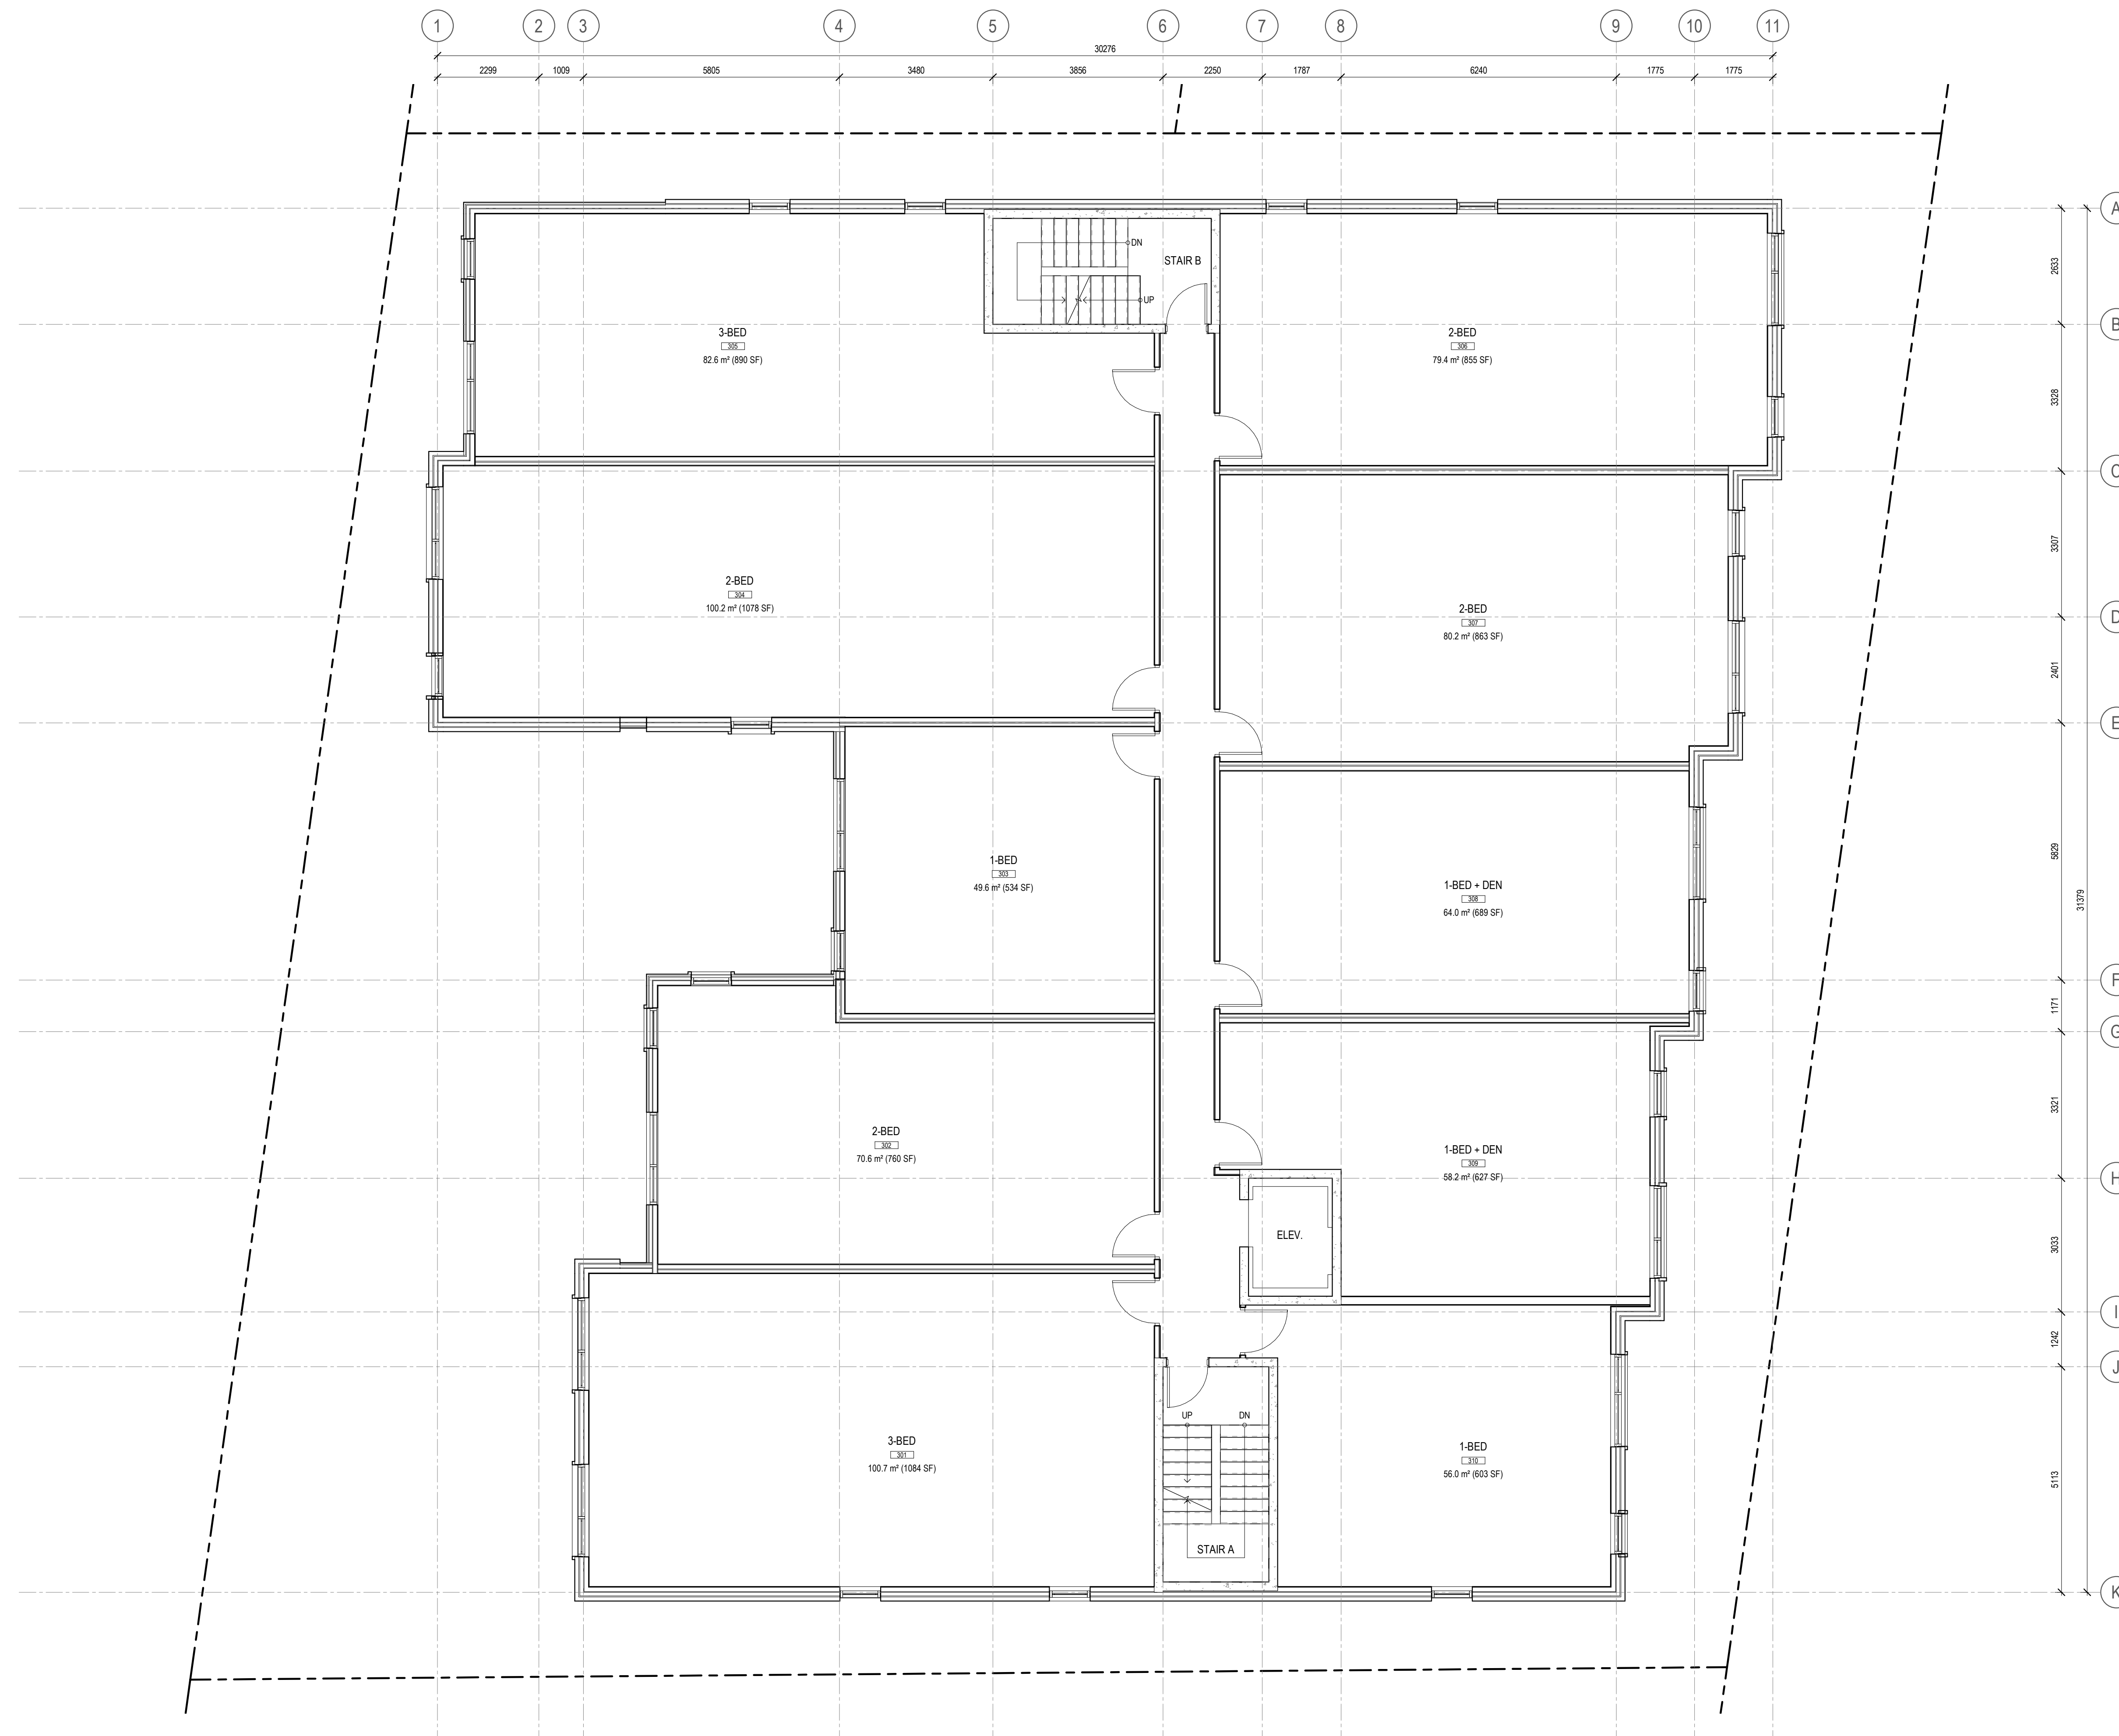 1 2 3 4 5 6 7 8 9 10 11
30276
2299 1009 5805 3480 3856 2250 1787 6240 1775 1775
A
DN
STAIR B
2633
UP
B
3-BED
305
82.6 m² (890 SF)
2-BED
306
79.4 m² (855 SF)
3328
C
3307
2-BED
304
100.2 m² (1078 SF)
2-BED
307
80.2 m² (863 SF)
D
2401
E
1-BED
303
49.6 m² (534 SF)
1-BED + DEN
308
64.0 m² (689 SF)
5829
31379
F
1171
G
3321
2-BED
302
70.6 m² (760 SF)
1-BED + DEN
309
58.2 m² (627 SF)
H
ELEV.
3033
I
1242
J
UP DN
3-BED
301
100.7 m² (1084 SF)
1-BED
310
56.0 m² (603 SF)
5113
STAIR A
K